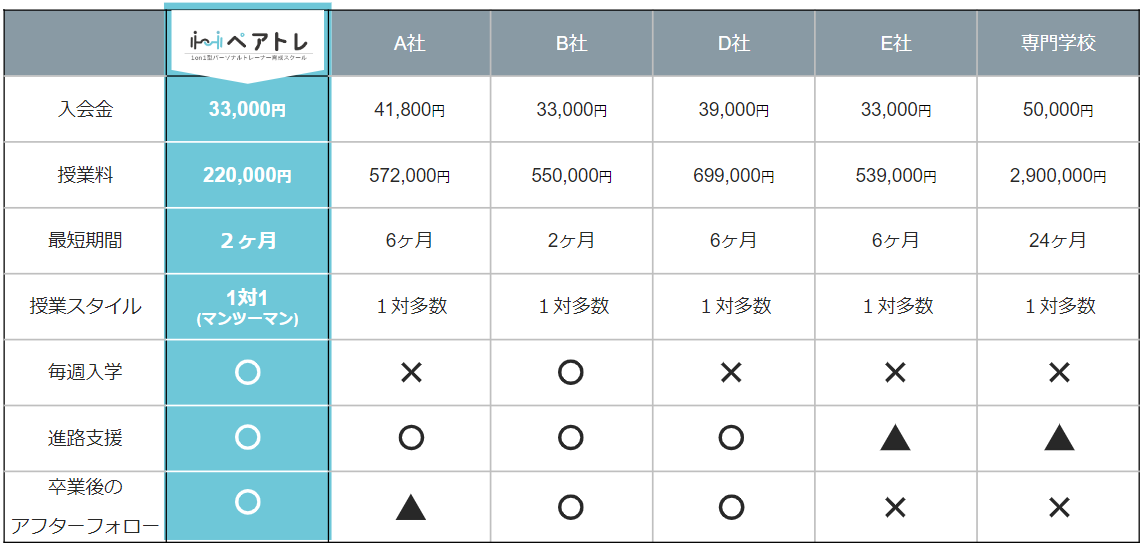 ペアトレ
1on1型パーソナルトレーナー育成スクール
A社 B社 D社 E社 専門学校
入会金 33,000円 41,800円 33,000円 39,000円 33,000円 50,000円
授業料 220,000円 572,000円 550,000円 699,000円 539,000円 2,900,000円
最短期間 2ヶ月 6ヶ月 2ヶ月 6ヶ月 6ヶ月 24ヶ月
授業スタイル 1対1 1対多数 1対多数 1対多数 1対多数 1対多数
(マンツーマン)
毎週入学 〇 × 〇 × × ×
進路支援 〇 〇 〇 〇 ▲ ▲
卒業後の
アフターフォロー 〇 ▲ 〇 〇 × ×